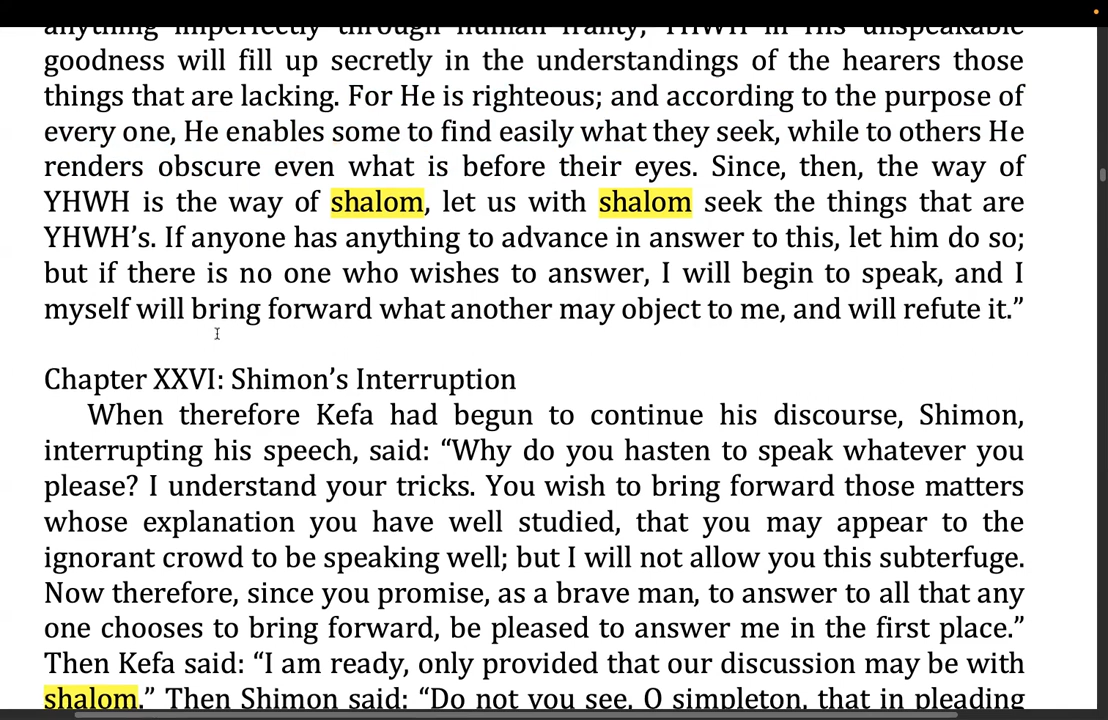 anything imperfectly through human frailty, YHWH in His unspeakable
goodness will fill up secretly in the understandings of the hearers those
things that are lacking. For He is righteous; and according to the purpose of
every one, He enables some to find easily what they seek, while to others He
renders obscure even what is before their eyes. Since, then, the way of
YHWH is the way of shalom, let us with shalom seek the things that are
YHWH’s. If anyone has anything to advance in answer to this, let him do so;
but if there is no one who wishes to answer, I will begin to speak, and I
myself will bring forward what another may object to me, and will refute it.”
Chapter XXVI: Shimon’s Interruption
When therefore Kefa had begun to continue his discourse, Shimon,
interrupting his speech, said: “Why do you hasten to speak whatever you
please? I understand your tricks. You wish to bring forward those matters
whose explanation you have well studied, that you may appear to the
ignorant crowd to be speaking well; but I will not allow you this subterfuge.
Now therefore, since you promise, as a brave man, to answer to all that any
one chooses to bring forward, be pleased to answer me in the first place.”
Then Kefa said: “I am ready, only provided that our discussion may be with
shalom.” Then Shimon said: “Do not you see, O simpleton, that in pleading